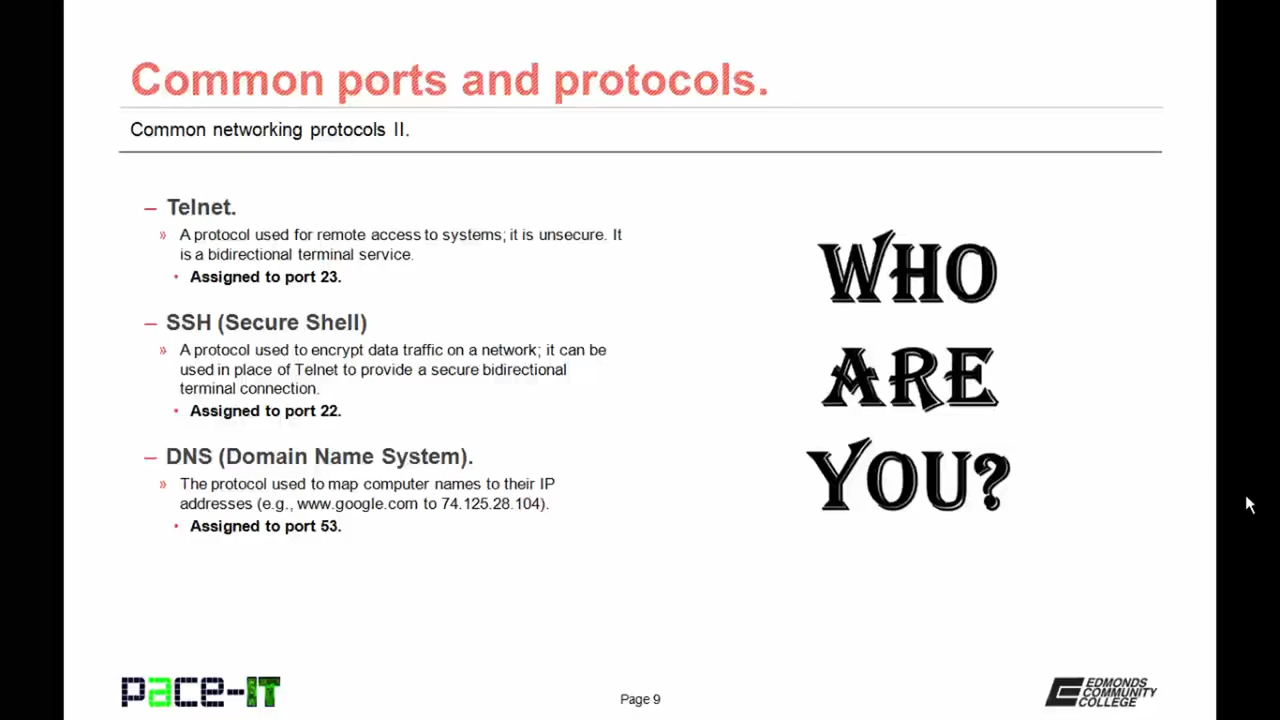 Common ports and protocols.
Common networking protocols II.
– Telnet.
» A protocol used for remote access to systems; it is unsecure. It
is a bidirectional terminal service.
• Assigned to port 23.
– SSH (Secure Shell)
» A protocol used to encrypt data traffic on a network; it can be
used in place of Telnet to provide a secure bidirectional
terminal connection.
• Assigned to port 22.
– DNS (Domain Name System).
» The protocol used to map computer names to their IP
addresses (e.g., www.google.com to 74.125.28.104).
• Assigned to port 53.
WHO
ARE
YOU?
pace-IT
Page 9
EDMONDS
COMMUNITY
COLLEGE